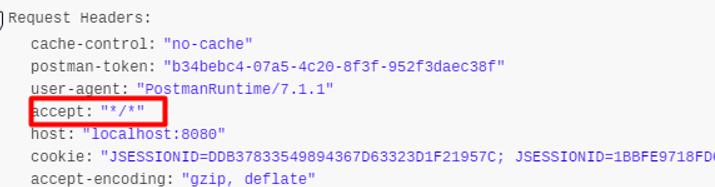 Request Headers:
cache-control: "no-cache"
postman-token: "b34bebc4-07a5-4c20-8f3f-952f3daec38f"
user-agent: "PostmanRuntime/7.1.1"
accept: "*/*"
host: "localhost:8080"
cookie: "JSESSIONID=DDB37833549894367D63323D1F21957C; JSESSIONID=1BBFE9718FD
accept-encoding: "gzip, deflate"